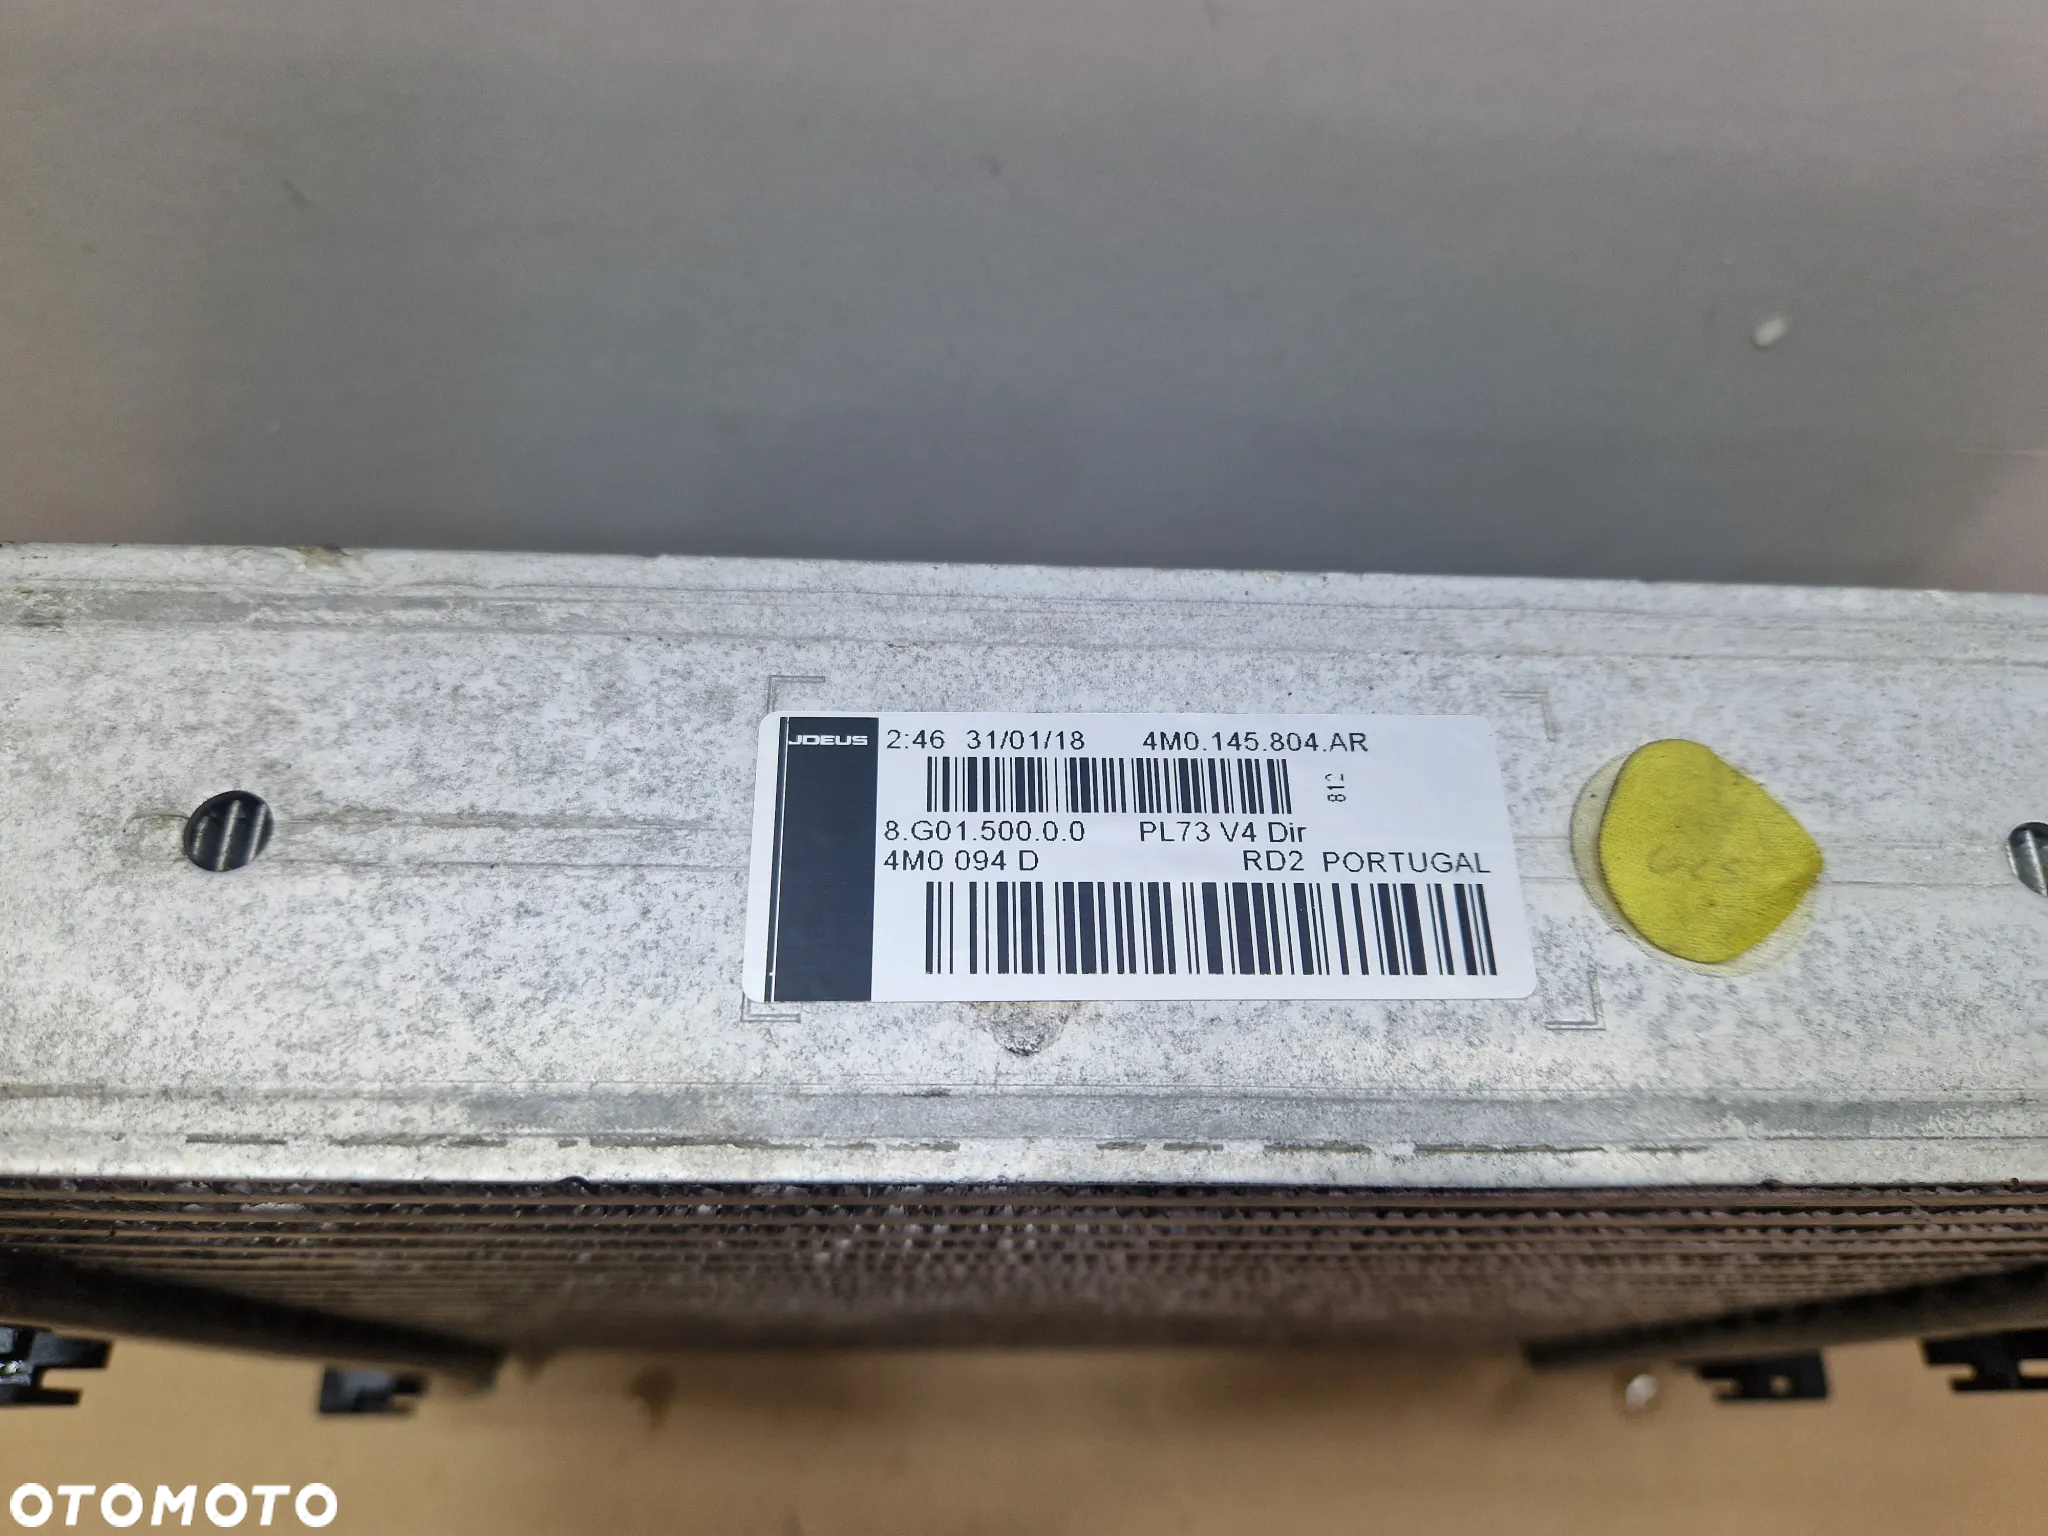 JDEUS 2:46 31/01/18 4M0.145.804.AR
812
8.G01.500.0.0 PL73 V4 Dir
4M0 094 D RD2 PORTUGAL
OTOMOTO